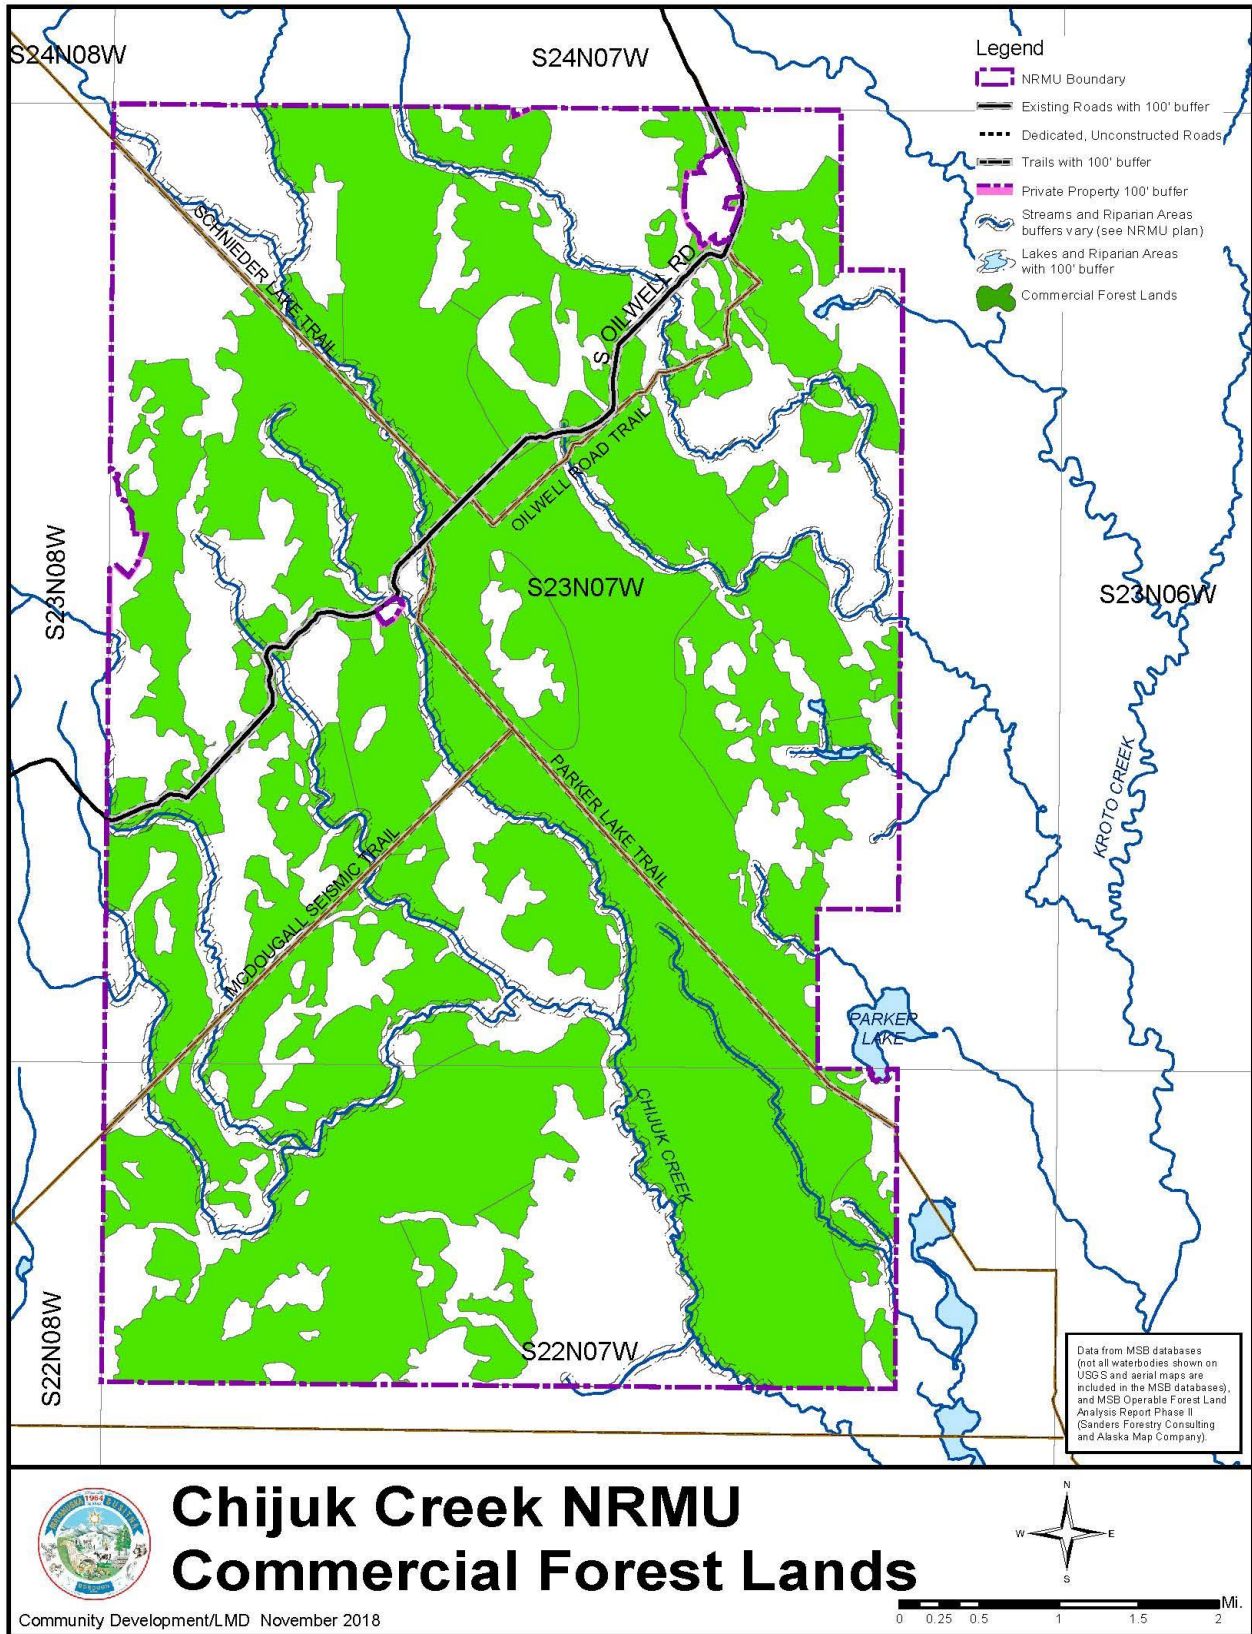 S24N08W
S24N07W
Legend
NRMU Boundary
Existing Roads with 100' buffer
Dedicated, Unconstructed Roads
Trails with 100' buffer
Private Property 100' buffer
Streams and Riparian Areas
buffers vary (see NRMU plan)
Lakes and Riparian Areas
with 100' buffer
Commercial Forest Lands
SCHNIEDER LAKE TRAIL
S OILWELL RD
OILWELL ROAD TRAIL
S23N08W
S23N07W
S23N06W
PARKER LAKE TRAIL
KROTO CREEK
MCDOUGALL SEISMIC TRAIL
PARKER
LAKE
CHIJUK CREEK
S22N08W
S22N07W
Data from MSB databases
(not all waterbodies shown on
USGS and aerial maps are
included in the MSB databases),
and MSB Operable Forest Land
Analysis Report Phase II
(Sanders Forestry Consulting
and Alaska Map Company).
MATANUSKA SUSITNA
1964
BOROUGH
Chijuk Creek NRMU
Commercial Forest Lands
N
W E
S
Mi.
0 0.25 0.5 1 1.5 2
Community Development/LMD November 2018